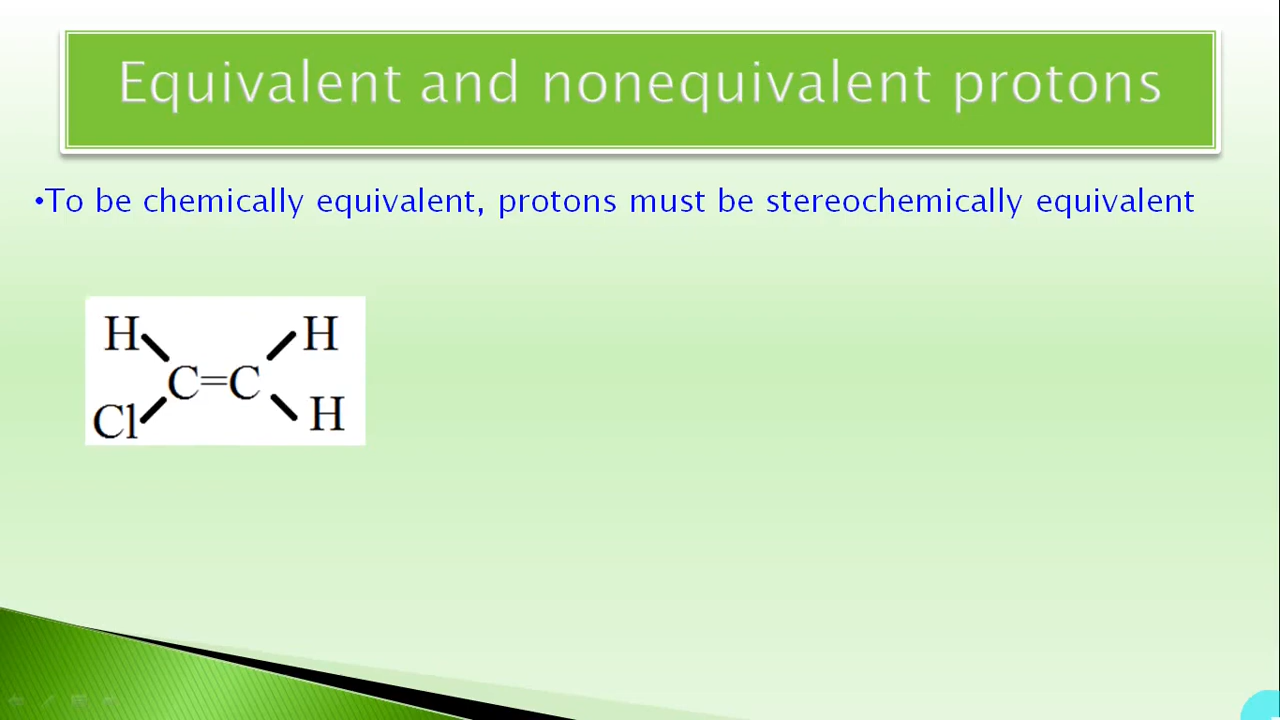 Equivalent and nonequivalent protons
•To be chemically equivalent, protons must be stereochemically equivalent
H H
C=C
Cl H